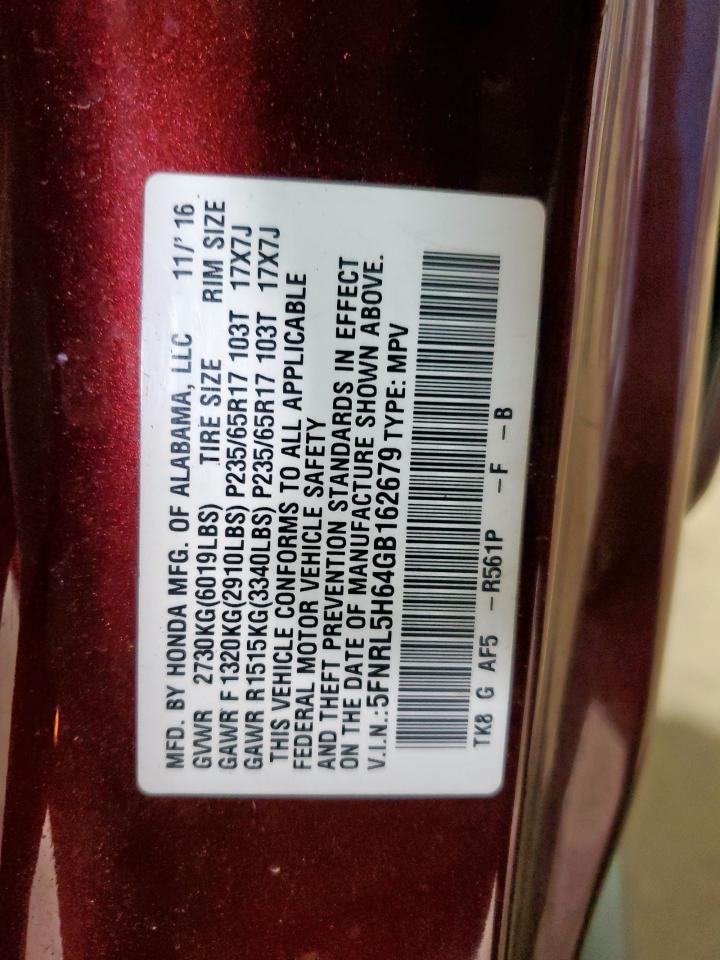 MFD. BY HONDA MFG. OF ALABAMA, LLC 11/' 16
GVWR 2730KG(6019LBS) TIRE SIZE RIM SIZE
GAWR F 1320KG(2910LBS) P235/65R17 103T 17X7J
GAWR R1515KG(3340LBS) P235/65R17 103T 17X7J
THIS VEHICLE CONFORMS TO ALL APPLICABLE
FEDERAL MOTOR VEHICLE SAFETY
AND THEFT PREVENTION STANDARDS IN EFFECT
ON THE DATE OF MANUFACTURE SHOWN ABOVE.
V.I.N.:5FNRL5H64GB162679 TYPE: MPV
TK8 G AF5 -R561P -F -B